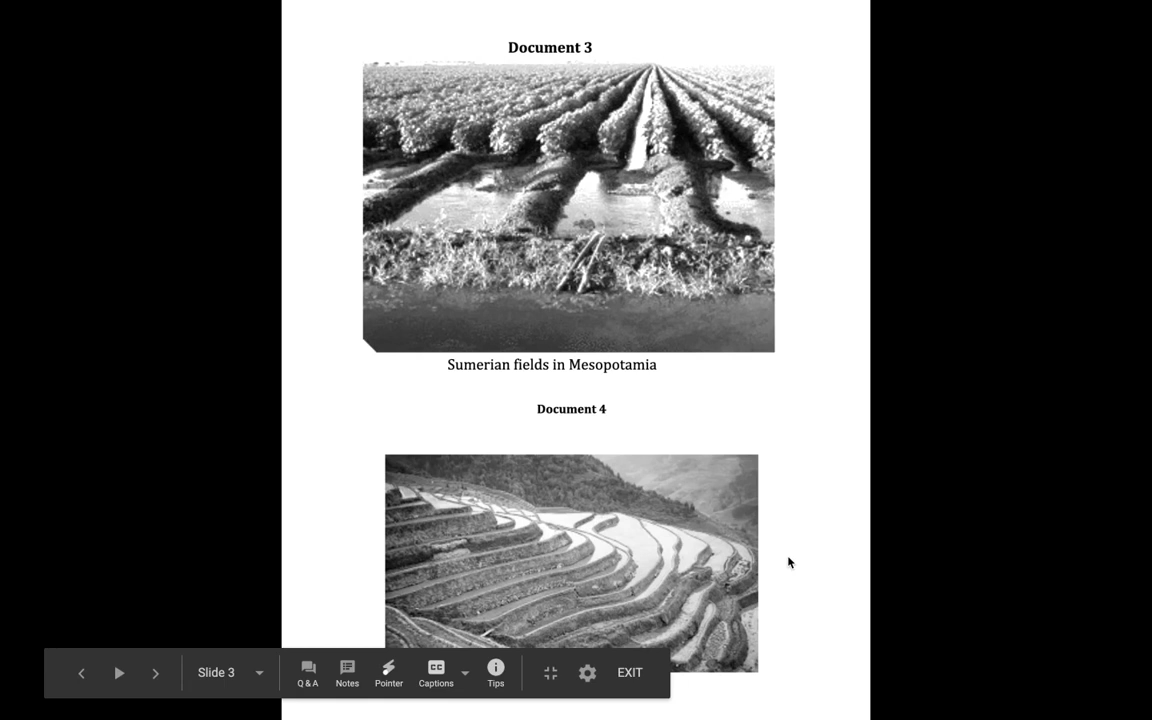 Document 3
Sumerian fields in Mesopotamia
Document 4
Slide 3
Q & A
Notes
Pointer
CC
Captions
Tips
EXIT